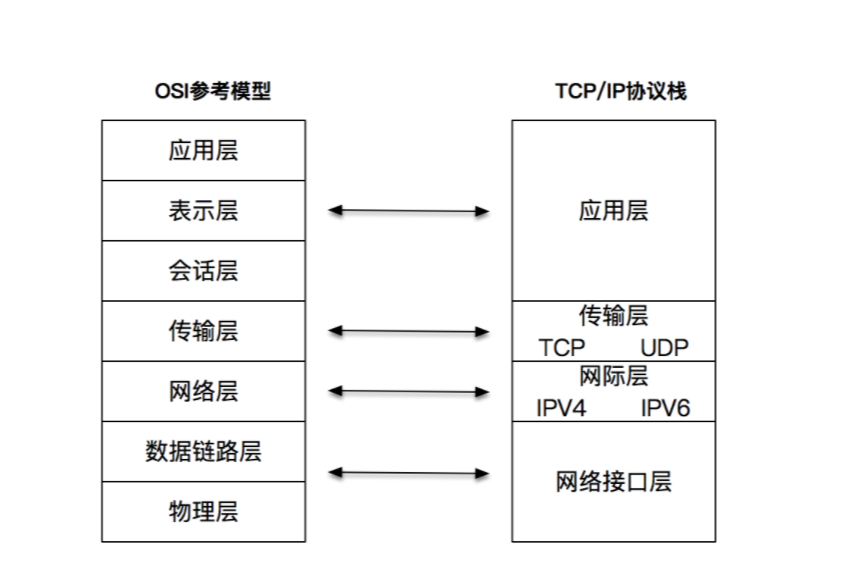 OSI参考模型
应用层
表示层
会话层
传输层
网络层
数据链路层
物理层
TCP/IP协议栈
应用层
传输层
TCP UDP
网际层
IPV4 IPV6
网络接口层